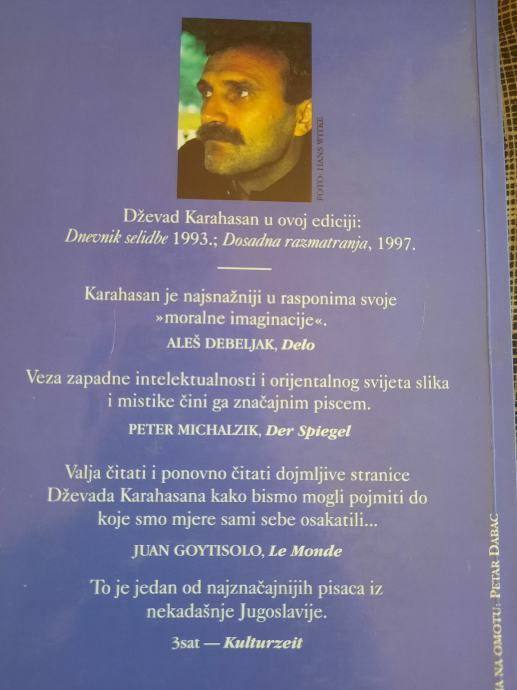 FOTO: HANS WITKE
Dževad Karahasan u ovoj ediciji:
Dnevnik selidbe 1993.; Dosadna razmatranja, 1997.
Karahasan je najsnažniji u rasponima svoje
»moralne imaginacije«.
ALEŠ DEBELJAK, Delo
Veza zapadne intelektualnosti i orijentalnog svijeta slika
i mistike čini ga značajnim piscem.
PETER MICHALZIK, Der Spiegel
Valja čitati i ponovno čitati dojmljive stranice
Dževada Karahasana kako bismo mogli pojmiti do
koje smo mjere sami sebe osakatili...
JUAN GOYTISOLO, Le Monde
To je jedan od najznačajnijih pisaca iz
nekadašnje Jugoslavije.
3sat — Kulturzeit
NA OMOTU: PETAR DABAC